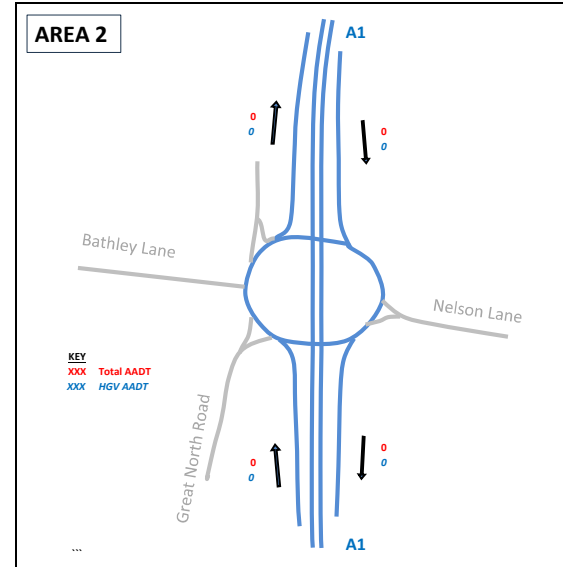 AREA 2
A1
0
0
0
0
Bathley Lane
Nelson Lane
KEY
XXX Total AADT
XXX HGV AADT
Great North Road
0
0
0
0
A1
```